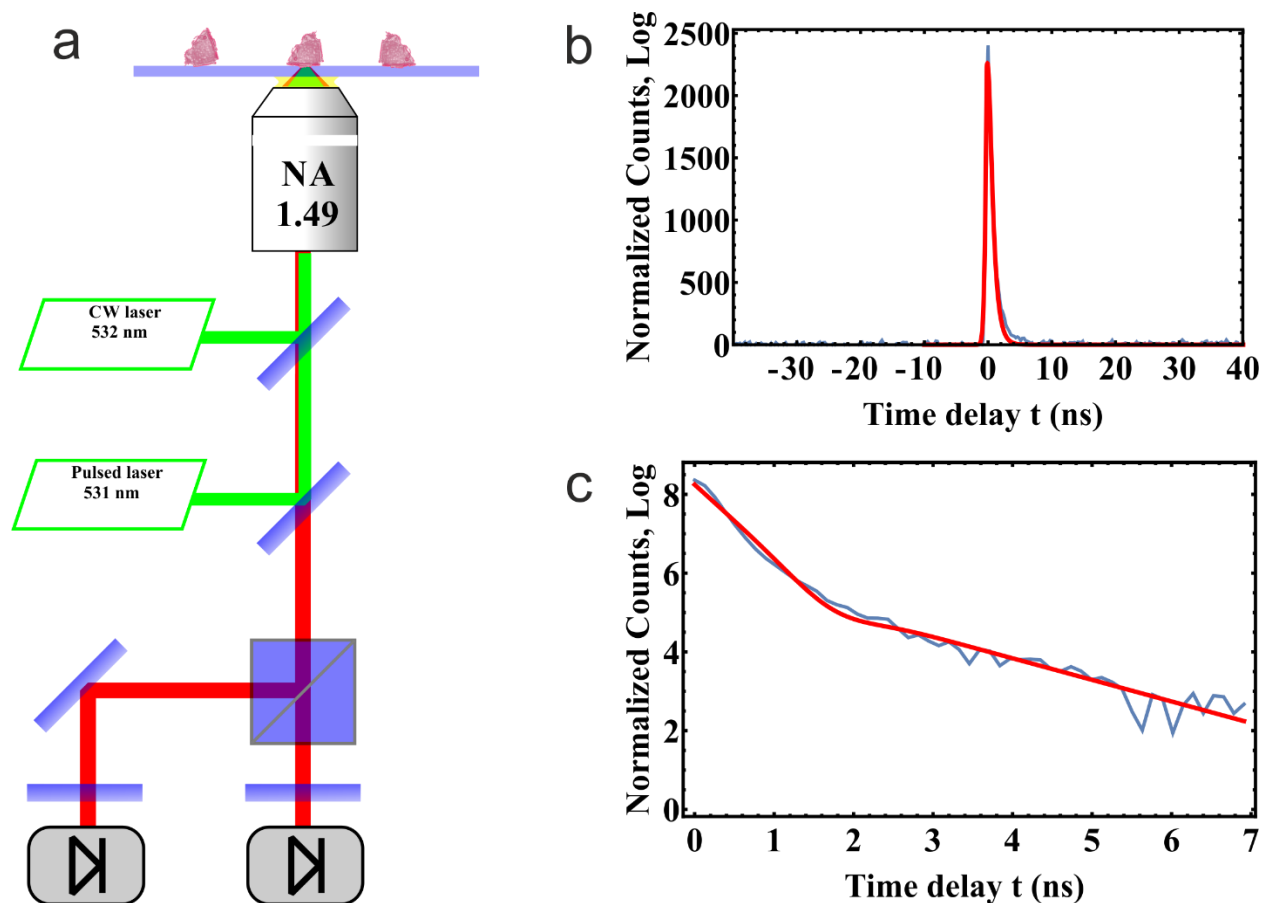 a
NA
1.49
CW laser
532 nm
Pulsed laser
531 nm
b
Normalized Counts, Log
2500
2000
1500
1000
500
0
-30 -20 -10 0 10 20 30 40
Time delay t (ns)
c
Normalized Counts, Log
8
6
4
2
0
0 1 2 3 4 5 6 7
Time delay t (ns)